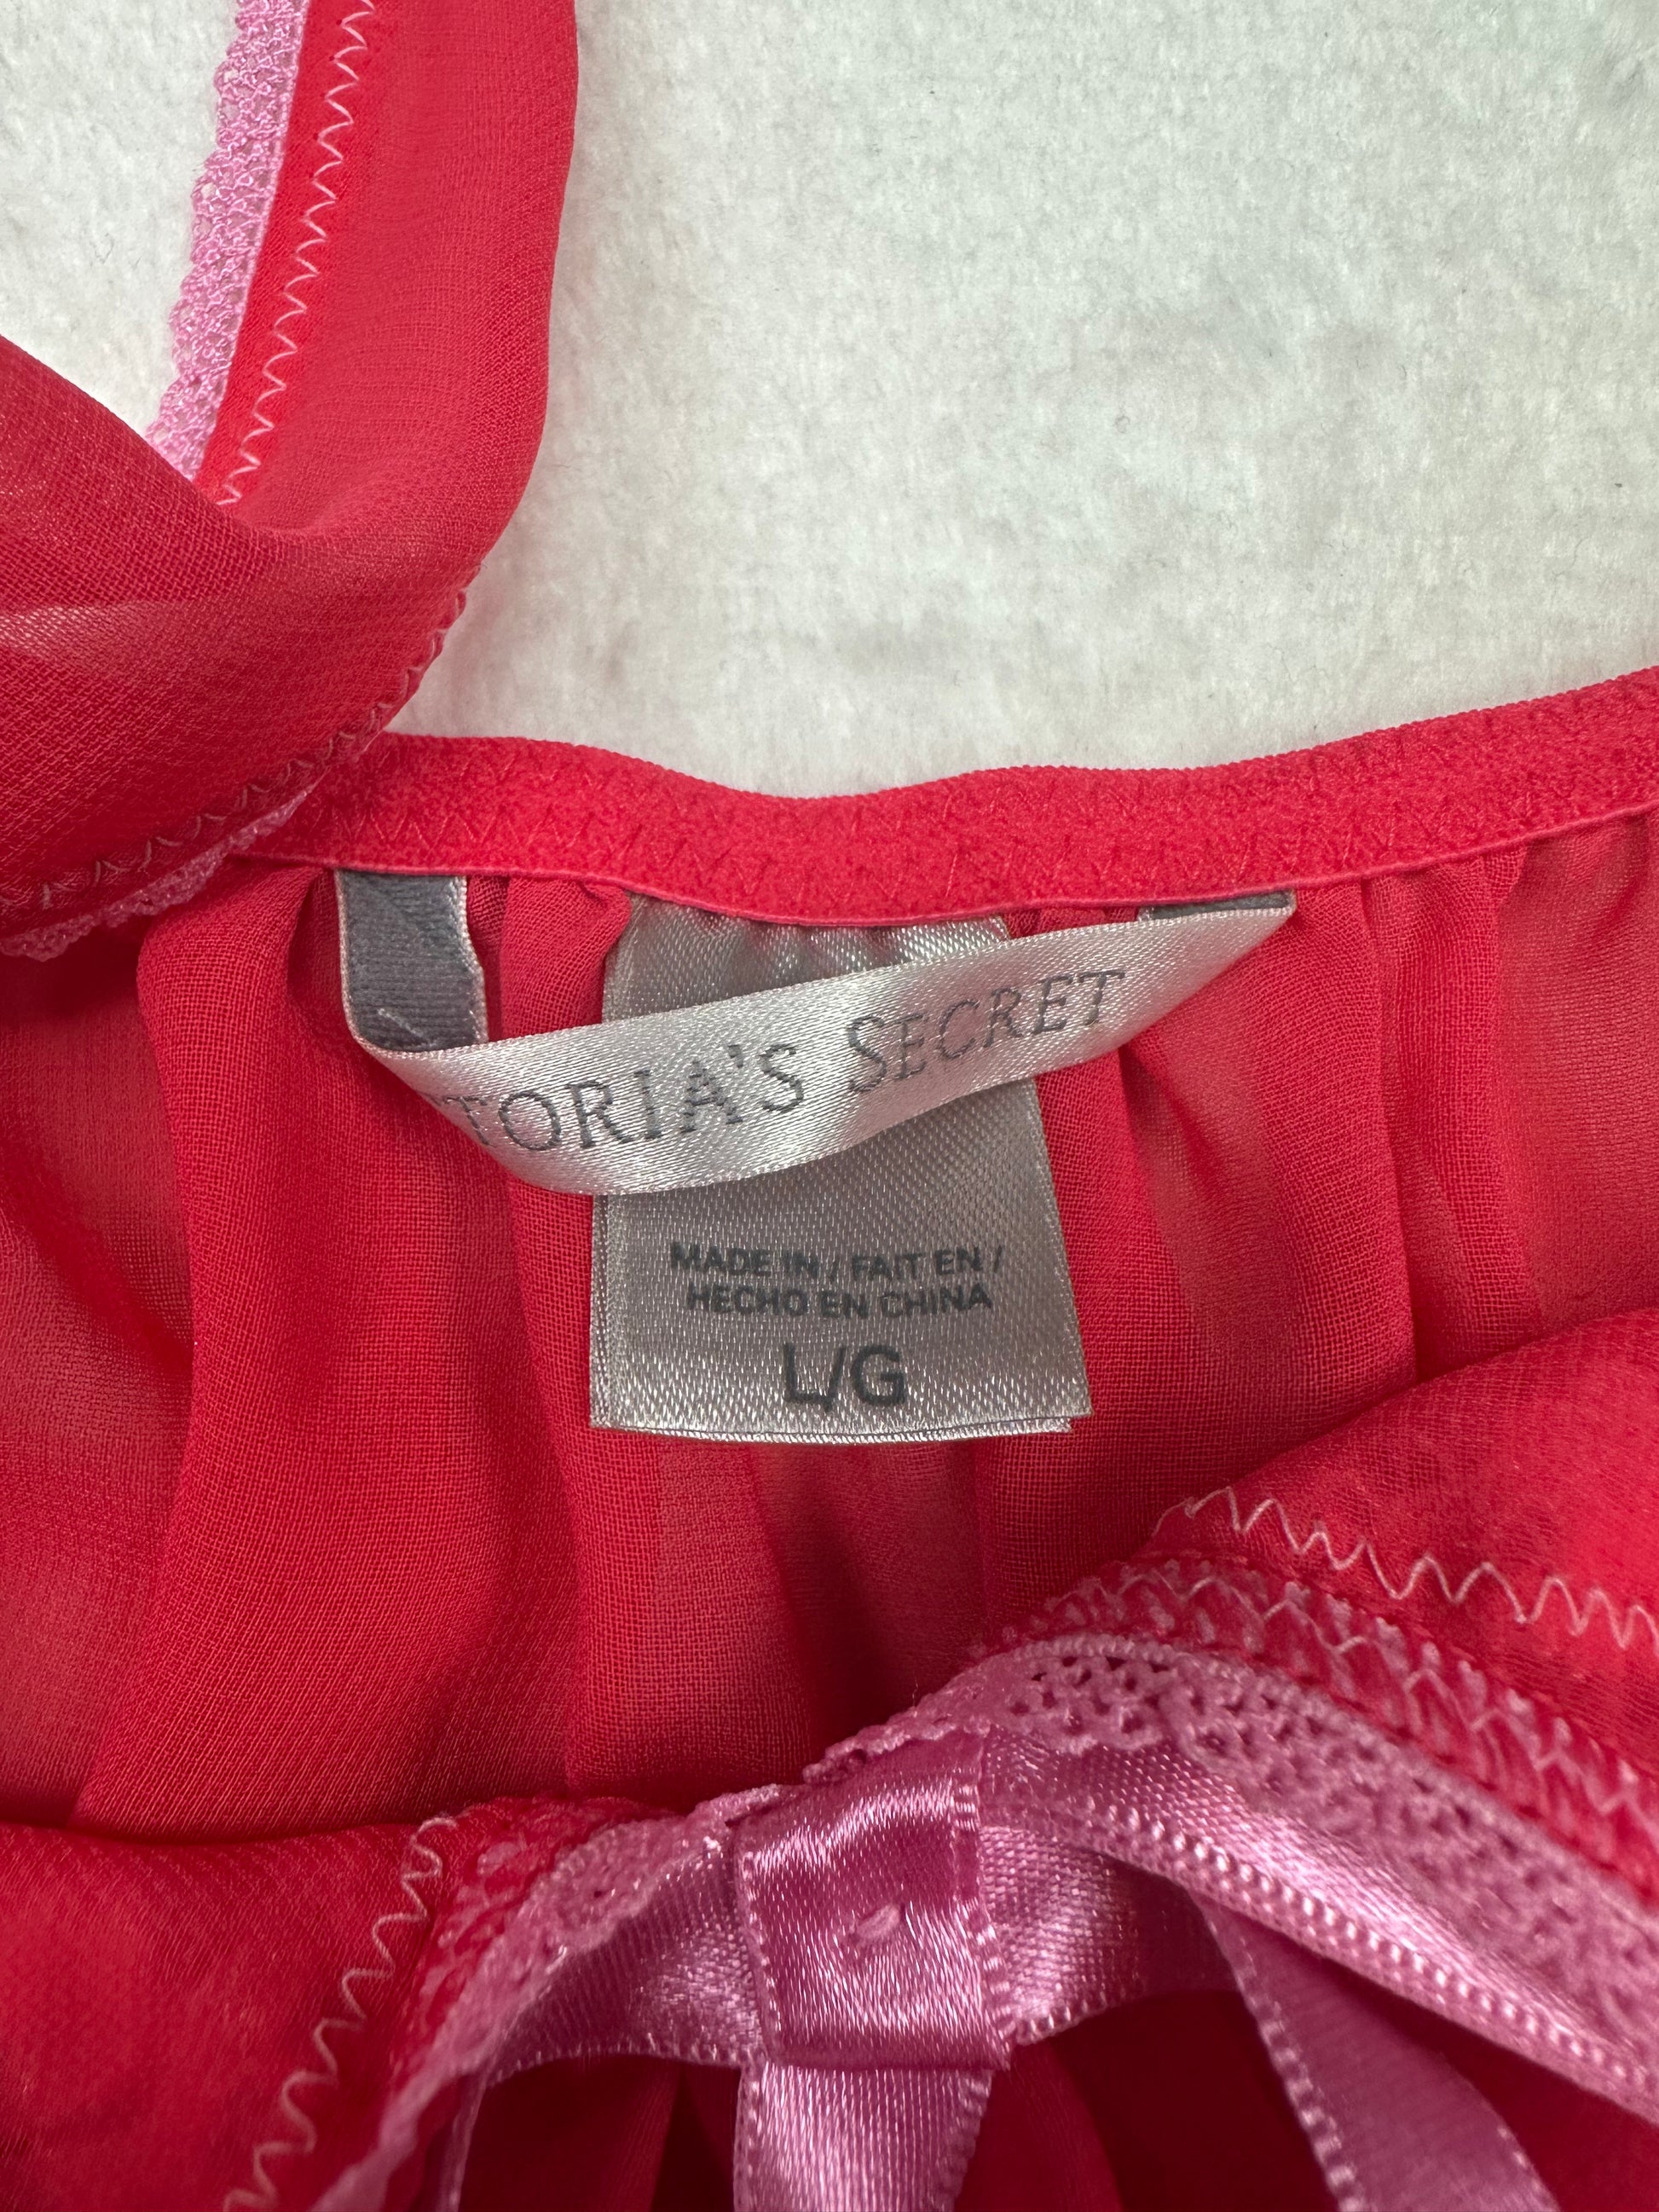 TORIA'S SECRET
MADE IN / FAIT EN /
HECHO EN CHINA
L/G